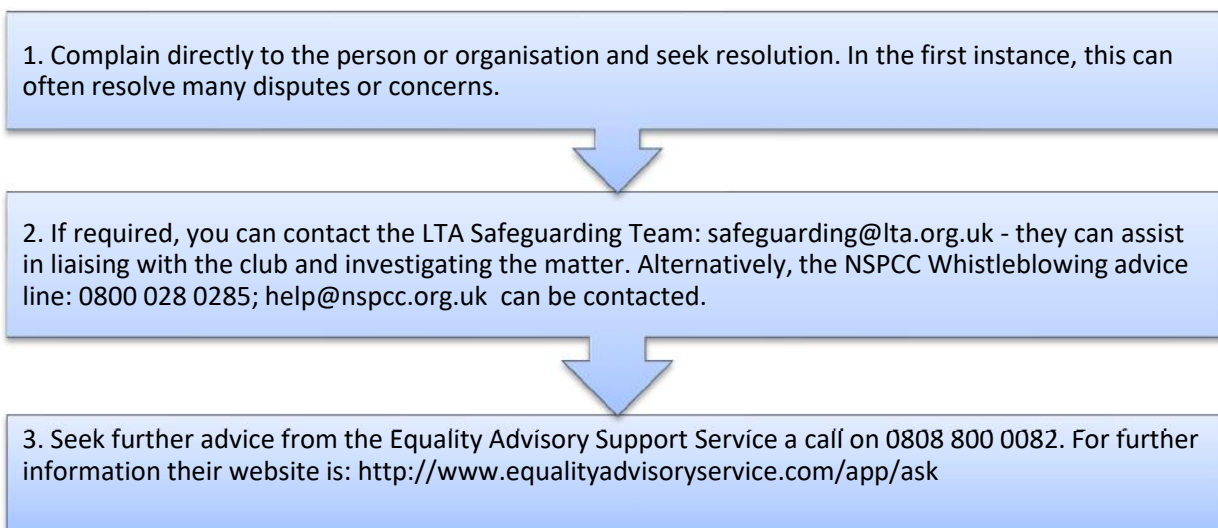 1. Complain directly to the person or organisation and seek resolution. In the first instance, this can
often resolve many disputes or concerns.
2. If required, you can contact the LTA Safeguarding Team: safeguarding@lta.org.uk - they can assist
in liaising with the club and investigating the matter. Alternatively, the NSPCC Whistleblowing advice
line: 0800 028 0285; help@nspcc.org.uk can be contacted.
3. Seek further advice from the Equality Advisory Support Service a call on 0808 800 0082. For further
information their website is: http://www.equalityadvisoryservice.com/app/ask